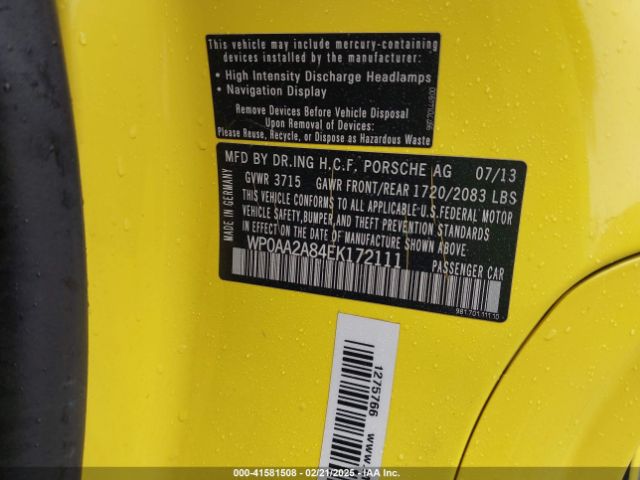 This vehicle may include mercury-containing
devices installed by the manufacturer:
• High Intensity Discharge Headlamps
• Navigation Display
Remove Devices Before Vehicle Disposal
Upon Removal of Devices:
Please Reuse, Recycle, or Dispose as Hazardous Waste
MFD BY DR.ING H.C.F. PORSCHE AG 07/13
GVWR 3715 GAWR FRONT/REAR 1720/2083 LBS
THIS VEHICLE CONFORMS TO ALL APPLICABLE-U.S.FEDERAL MOTOR
VEHICLE SAFETY,BUMPER,AND THEFT PREVENTION STANDARDS
IN EFFECT ON THE DATE OF MANUFACTURE SHOWN ABOVE.
WP0AA2A84EK172111
PASSENGER CAR
MADE IN GERMANY
981.701.111.10
1275766
000-41581508 - 02/21/2025 - IAA Inc.